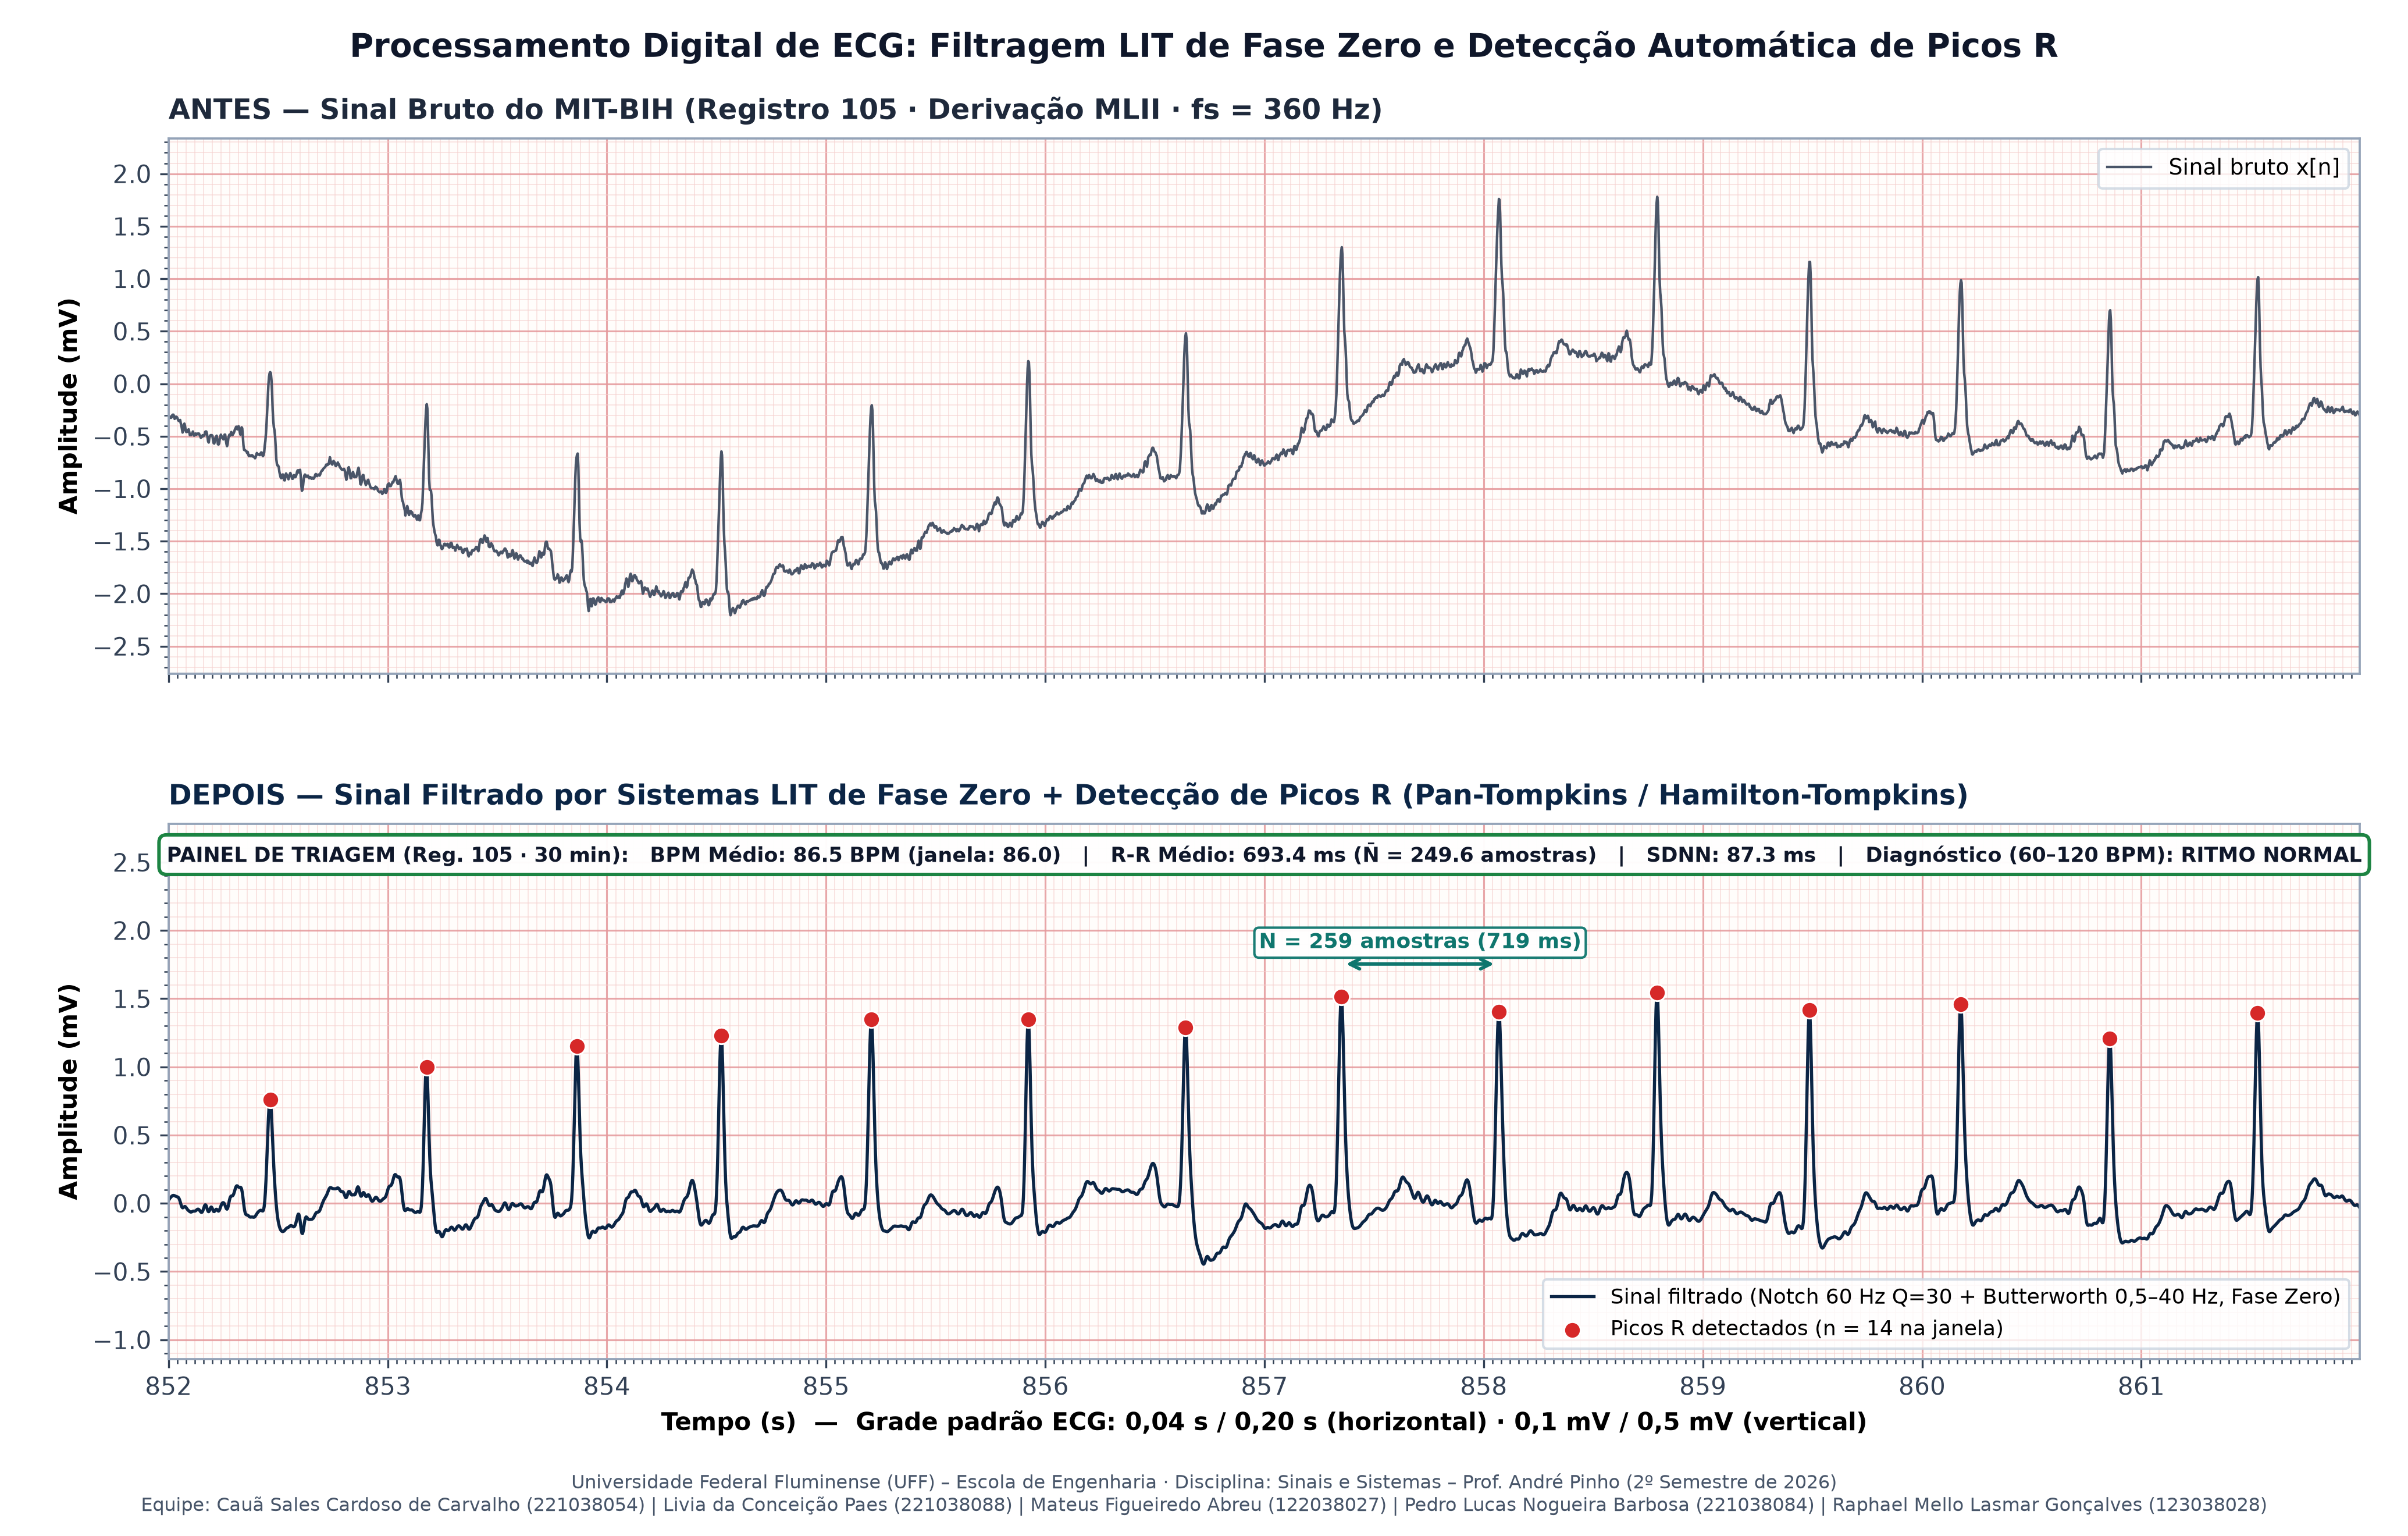 Processamento Digital de ECG: Filtragem LIT de Fase Zero e Detecção Automática de Picos R
ANTES — Sinal Bruto do MIT-BIH (Registro 105 · Derivação MLII · fs = 360 Hz)
Sinal bruto x[n]
Amplitude (mV)
2.0
1.5
1.0
0.5
0.0
−0.5
−1.0
−1.5
−2.0
−2.5
DEPOIS — Sinal Filtrado por Sistemas LIT de Fase Zero + Detecção de Picos R (Pan-Tompkins / Hamilton-Tompkins)
PAINEL DE TRIAGEM (Reg. 105 · 30 min): BPM Médio: 86.5 BPM (janela: 86.0) | R-R Médio: 693.4 ms (N̄ = 249.6 amostras) | SDNN: 87.3 ms | Diagnóstico (60–120 BPM): RITMO NORMAL
N = 259 amostras (719 ms)
Amplitude (mV)
2.5
2.0
1.5
1.0
0.5
0.0
−0.5
−1.0
Sinal filtrado (Notch 60 Hz Q=30 + Butterworth 0,5–40 Hz, Fase Zero)
Picos R detectados (n = 14 na janela)
852 853 854 855 856 857 858 859 860 861
Tempo (s) — Grade padrão ECG: 0,04 s / 0,20 s (horizontal) · 0,1 mV / 0,5 mV (vertical)
Universidade Federal Fluminense (UFF) – Escola de Engenharia · Disciplina: Sinais e Sistemas – Prof. André Pinho (2º Semestre de 2026)
Equipe: Cauã Sales Cardoso de Carvalho (221038054) | Livia da Conceição Paes (221038088) | Mateus Figueiredo Abreu (122038027) | Pedro Lucas Nogueira Barbosa (221038084) | Raphael Mello Lasmar Gonçalves (123038028)